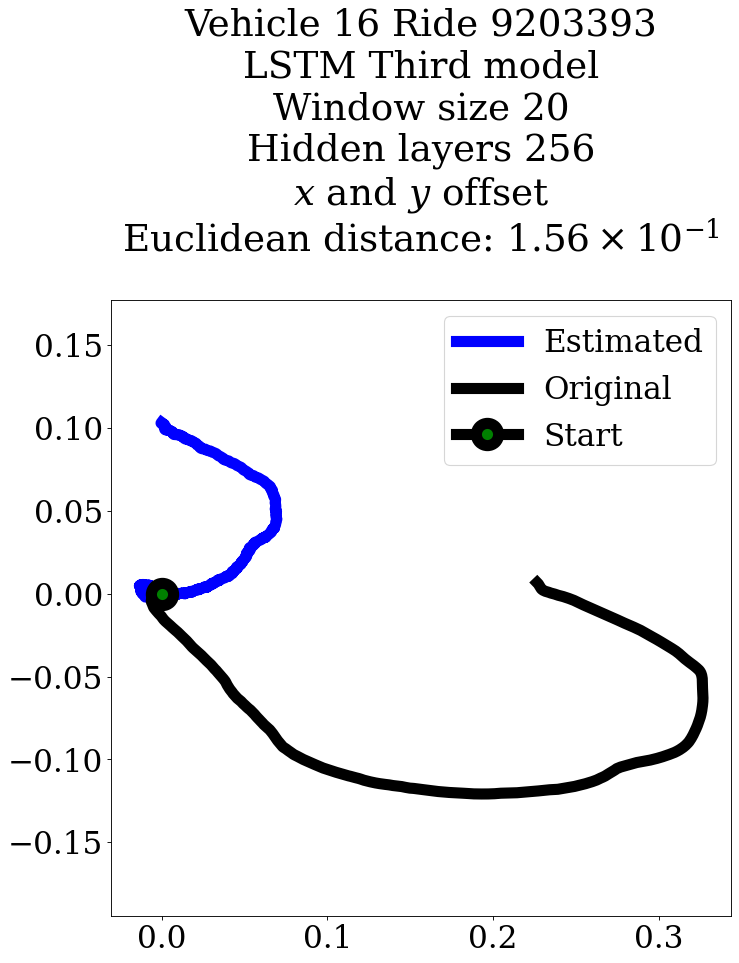 Vehicle 16 Ride 9203393
LSTM Third model
Window size 20
Hidden layers 256
x and y offset
Euclidean distance: 1.56 × 10⁻¹
Estimated
Original
Start
0.15
0.10
0.05
0.00
−0.05
−0.10
−0.15
0.0 0.1 0.2 0.3